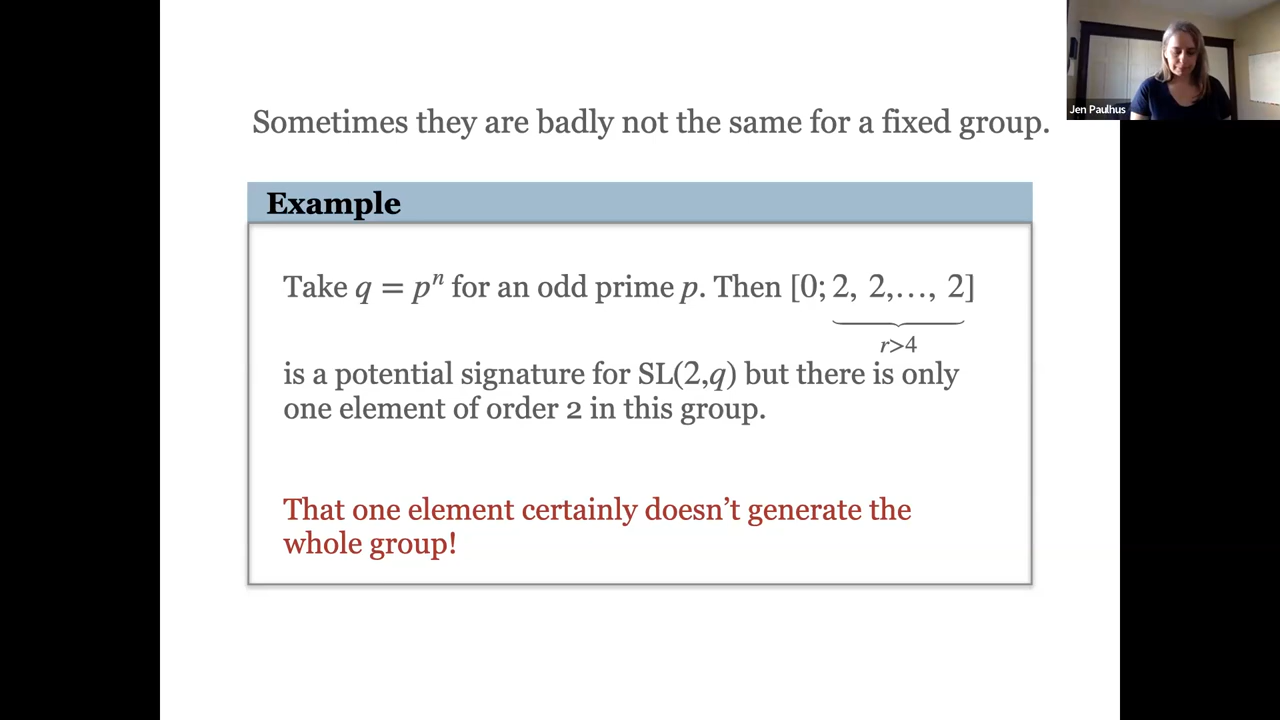 Jen Paulhus
Sometimes they are badly not the same for a fixed group.
Example
Take q = pⁿ for an odd prime p. Then [0; 2, 2,…, 2]
r>4
is a potential signature for SL(2,q) but there is only
one element of order 2 in this group.
That one element certainly doesn’t generate the
whole group!